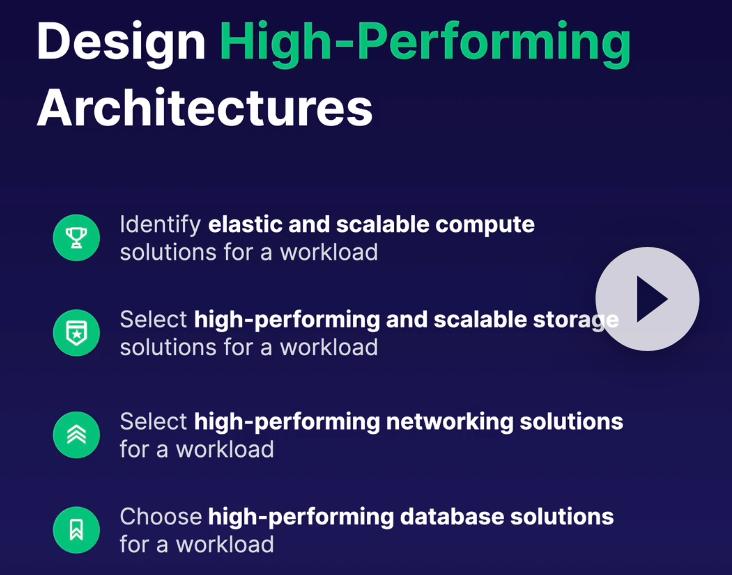 Design High-Performing
Architectures
Identify elastic and scalable compute
solutions for a workload
Select high-performing and scalable storage
solutions for a workload
Select high-performing networking solutions
for a workload
Choose high-performing database solutions
for a workload